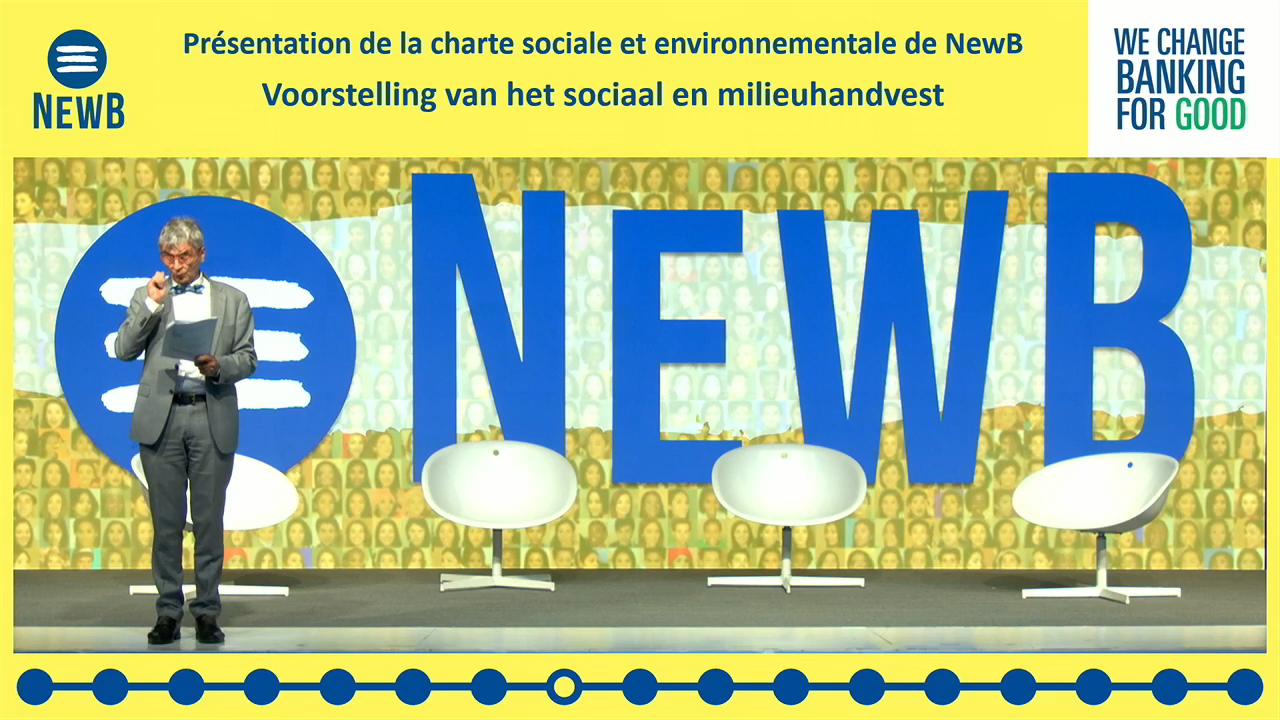 Présentation de la charte sociale et environnementale de NewB
Voorstelling van het sociaal en milieuhandvest
NEWB
WE CHANGE
BANKING
FOR GOOD
NEWB